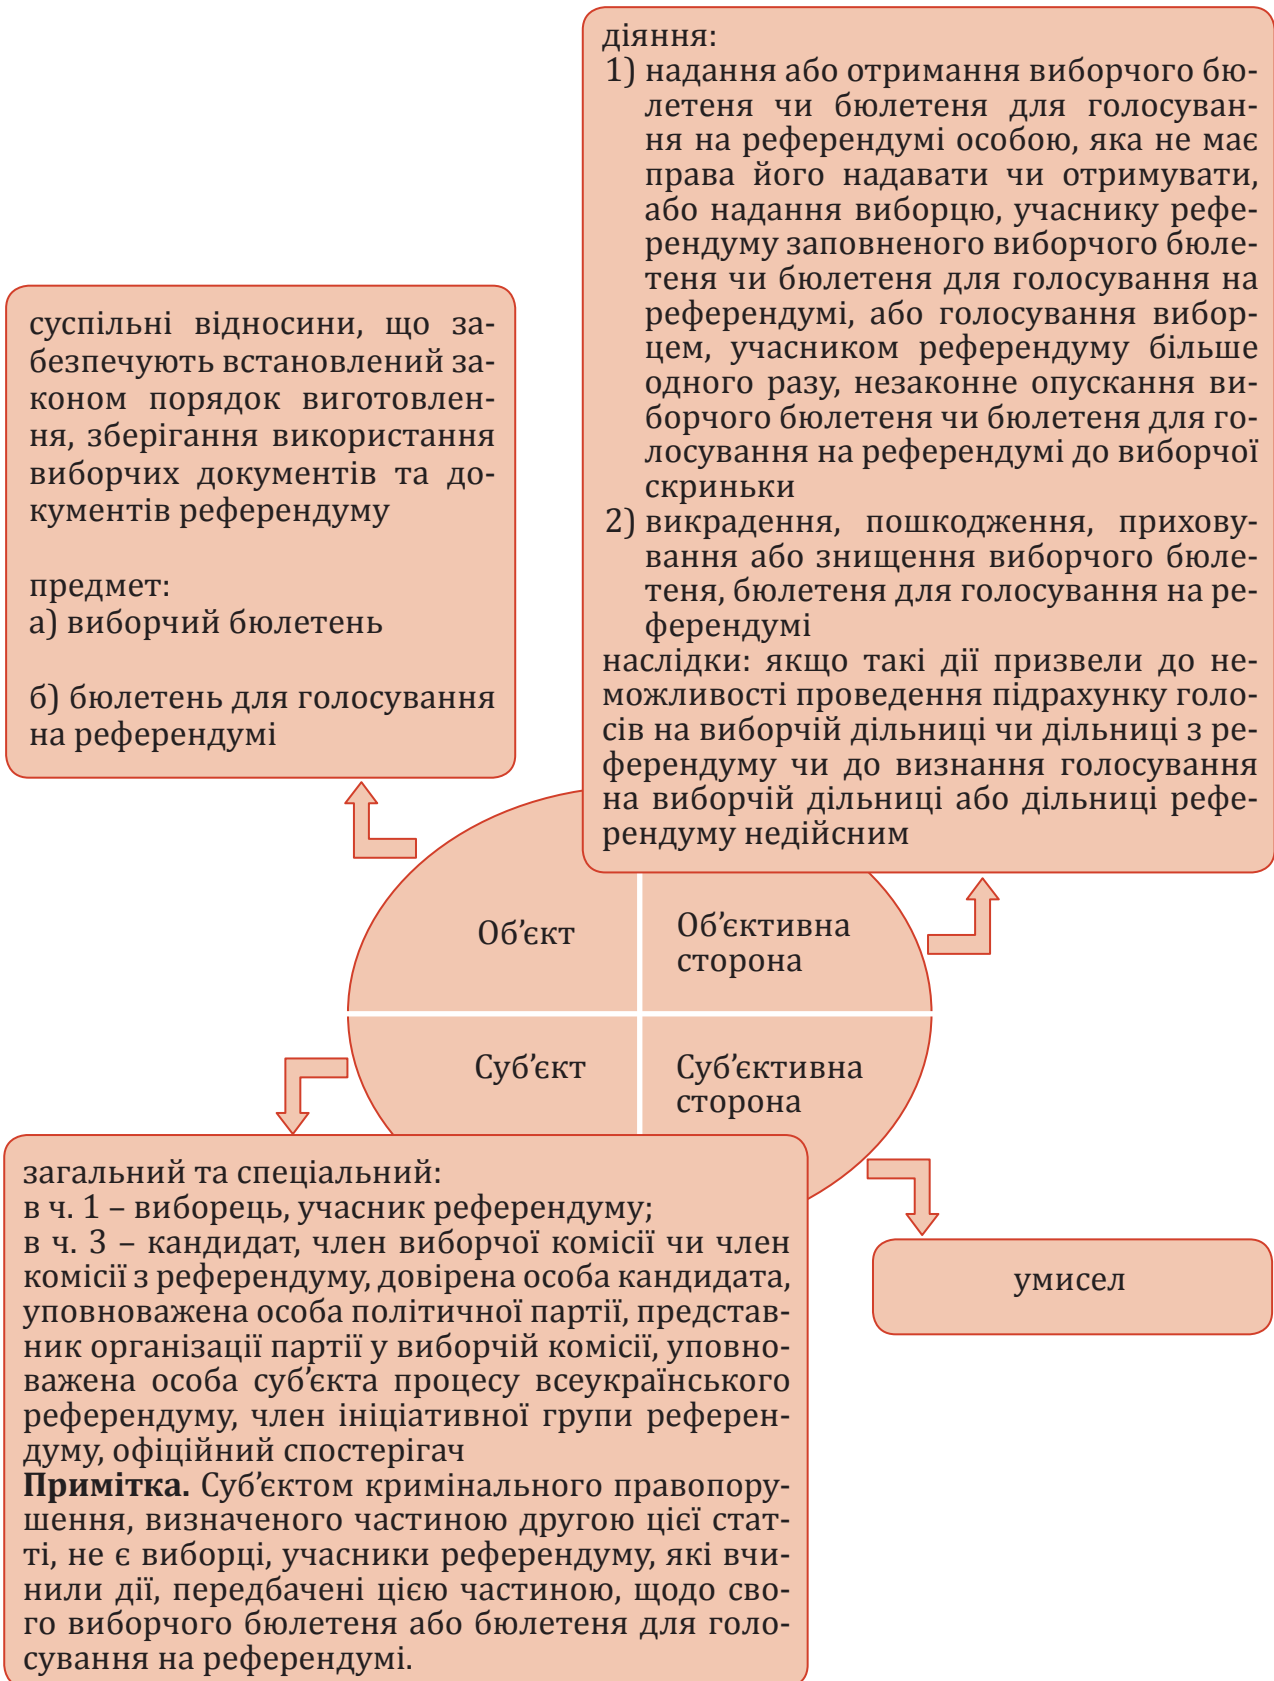 діяння:
1) надання або отримання виборчого бю-
летеня чи бюлетеня для голосуван-
ня на референдумі особою, яка не має
права його надавати чи отримувати,
або надання виборцю, учаснику рефе-
рендуму заповненого виборчого бюле-
теня чи бюлетеня для голосування на
референдумі, або голосування вибор-
цем, учасником референдуму більше
одного разу, незаконне опускання ви-
борчого бюлетеня чи бюлетеня для го-
лосування на референдумі до виборчої
скриньки
2) викрадення, пошкодження, прихову-
вання або знищення виборчого бюле-
теня, бюлетеня для голосування на ре-
ферендумі
наслідки: якщо такі дії призвели до не-
можливості проведення підрахунку голо-
сів на виборчій дільниці чи дільниці з ре-
ферендуму чи до визнання голосування
на виборчій дільниці або дільниці рефе-
рендуму недійсним
суспільні відносини, що за-
безпечують встановлений за-
коном порядок виготовлен-
ня, зберігання використання
виборчих документів та до-
кументів референдуму
предмет:
а) виборчий бюлетень
б) бюлетень для голосування
на референдумі
Об’єкт
Об’єктивна
сторона
Суб’єкт
Суб’єктивна
сторона
загальний та спеціальний:
в ч. 1 – виборець, учасник референдуму;
в ч. 3 – кандидат, член виборчої комісії чи член
комісії з референдуму, довірена особа кандидата,
уповноважена особа політичної партії, представ-
ник організації партії у виборчій комісії, уповно-
важена особа суб’єкта процесу всеукраїнського
референдуму, член ініціативної групи референ-
думу, офіційний спостерігач
Примітка. Суб’єктом кримінального правопору-
шення, визначеного частиною другою цієї стат-
ті, не є виборці, учасники референдуму, які вчи-
нили дії, передбачені цією частиною, щодо сво-
го виборчого бюлетеня або бюлетеня для голо-
сування на референдумі.
умисел